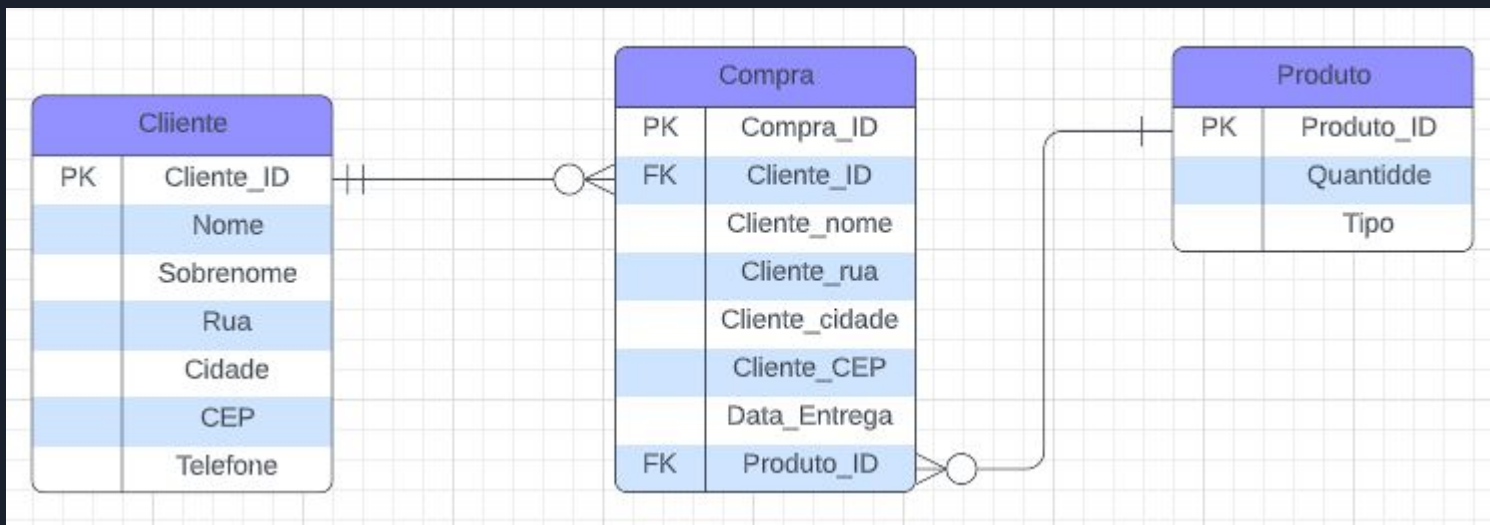 Cliiente
PK Cliente_ID
Nome
Sobrenome
Rua
Cidade
CEP
Telefone
Compra
PK Compra_ID
FK Cliente_ID
Cliente_nome
Cliente_rua
Cliente_cidade
Cliente_CEP
Data_Entrega
FK Produto_ID
Produto
PK Produto_ID
Quantidde
Tipo